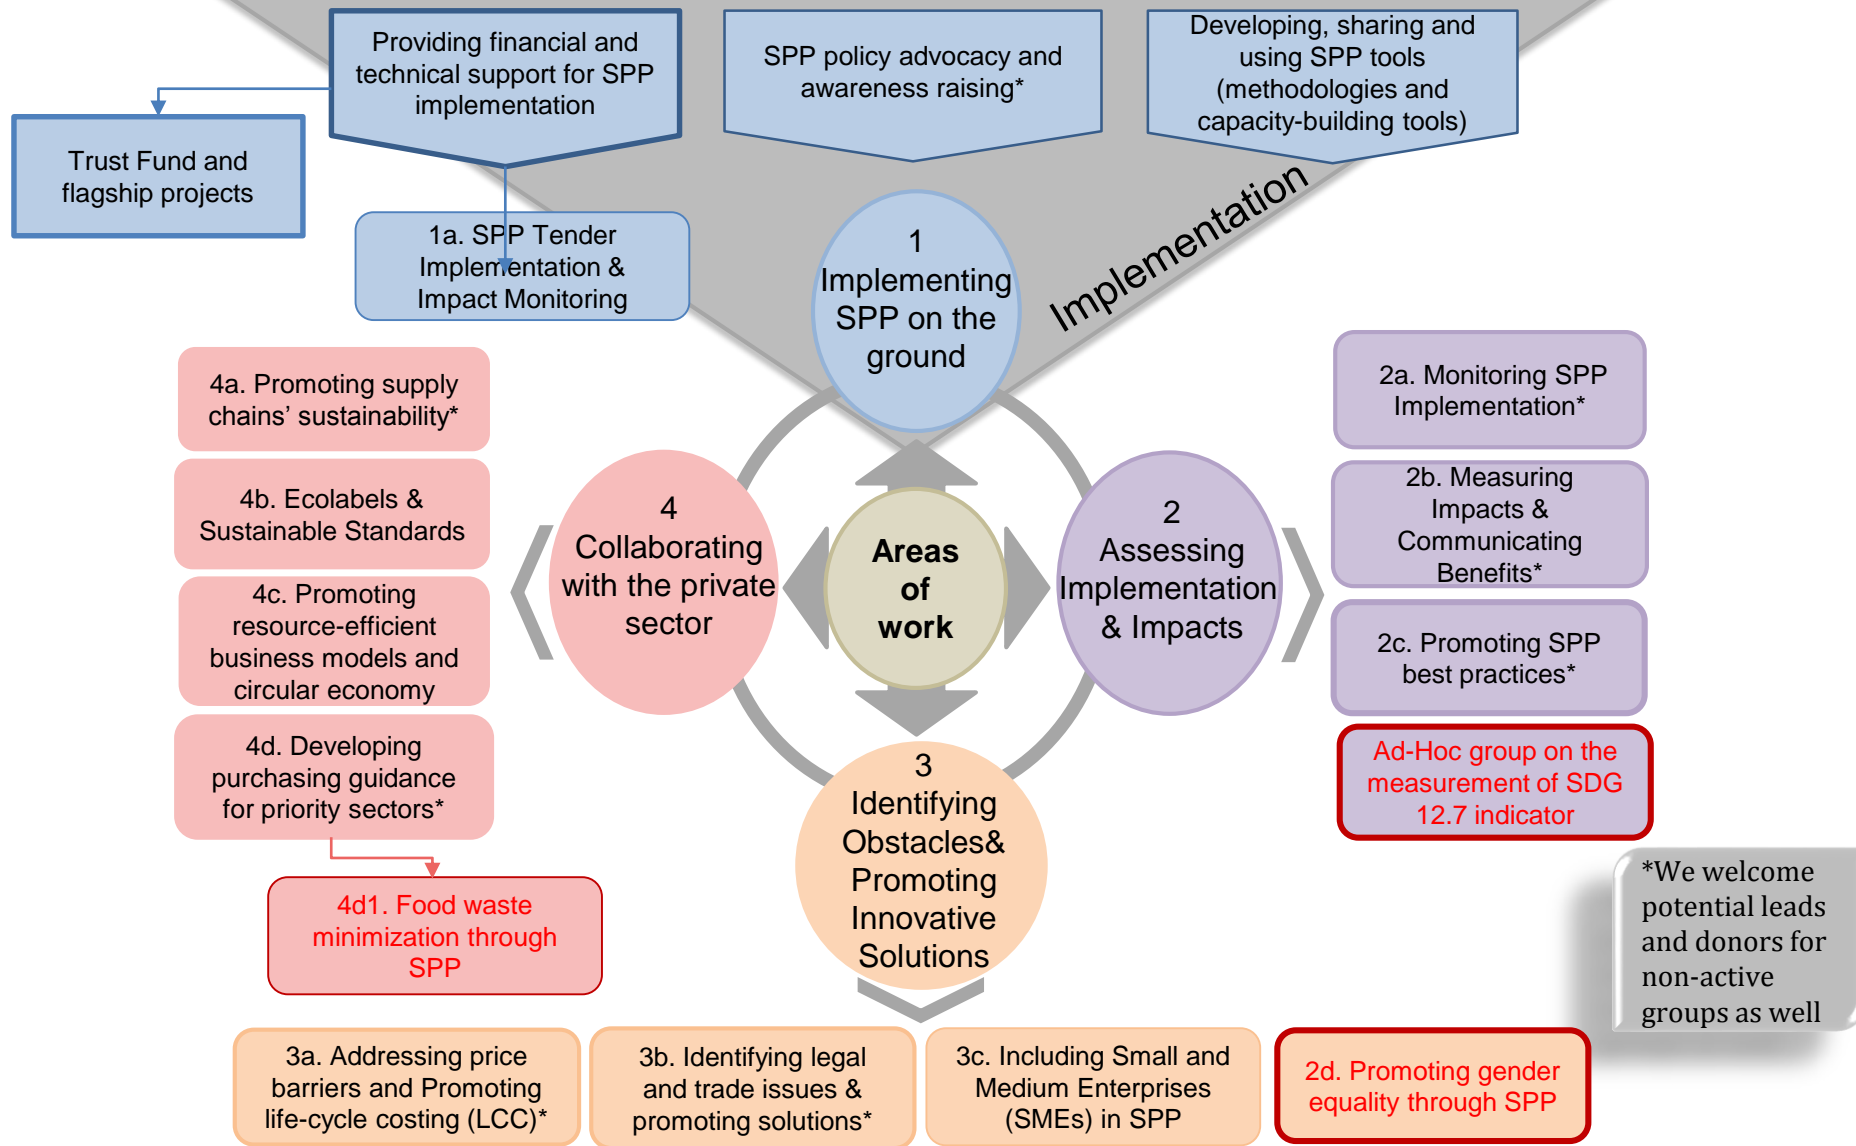 Providing financial and
technical support for SPP
implementation
SPP policy advocacy and
awareness raising*
Developing, sharing and
using SPP tools
(methodologies and
capacity-building tools)
Trust Fund and
flagship projects
1a. SPP Tender
Implementation &
Impact Monitoring
Implementation
1
Implementing
SPP on the
ground
4a. Promoting supply
chains’ sustainability*
4b. Ecolabels &
Sustainable Standards
4c. Promoting
resource-efficient
business models and
circular economy
4d. Developing
purchasing guidance
for priority sectors*
4d1. Food waste
minimization through
SPP
4
Collaborating
with the private
sector
Areas
of
work
2
Assessing
Implementation
& Impacts
2a. Monitoring SPP
Implementation*
2b. Measuring
Impacts &
Communicating
Benefits*
2c. Promoting SPP
best practices*
Ad-Hoc group on the
measurement of SDG
12.7 indicator
3
Identifying
Obstacles&
Promoting
Innovative
Solutions
*We welcome
potential leads
and donors for
non-active
groups as well
3a. Addressing price
barriers and Promoting
life-cycle costing (LCC)*
3b. Identifying legal
and trade issues &
promoting solutions*
3c. Including Small and
Medium Enterprises
(SMEs) in SPP
2d. Promoting gender
equality through SPP